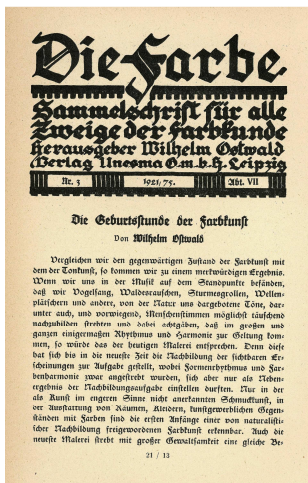 Die Farbe
Sammelschrift für alle
Zweige der Farbkunde
Herausgeber Wilhelm Ostwald
Verlag Unesma G.m.b.H. Leipzig
Nr. 3 1921/75. Abt. VII
Die Geburtsstunde der Farbkunst
Von Wilhelm Ostwald
Vergleichen wir den gegenwärtigen Zustand der Farbkunst mit
dem der Tonkunst, so kommen wir zu einem merkwürdigen Ergebnis.
Wenn wir uns in der Musik auf dem Standpunkte befänden,
daß wir Vogelsang, Waldesrauschen, Sturmesgrollen, Wellen-
plätschern und andere, von der Natur uns dargebotene Töne, dar-
unter auch, und vorwiegend, Menschenstimmen möglichst täuschend
nachzubilden strebten und dabei achtgäben, daß im großen und
ganzen einigermaßen Rhythmus und Harmonie zur Geltung kom-
men, so würde das der heutigen Malerei entsprechen. Denn diese
hat sich bis in die neueste Zeit die Nachbildung der sichtbaren Er-
scheinungen zur Aufgabe gestellt, wobei Formenrhythmus und Far-
benharmonie zwar angestrebt wurden, sich aber nur als Neben-
ergebnis der Nachbildungsaufgabe einstellen durften. Nur in der
als Kunst im engeren Sinne nicht anerkannten Schmuckkunst, in
der Ausstattung von Räumen, Kleidern, kunstgewerblichen Gegen-
ständen mit Farben sind die ersten Anfänge einer von naturalisti-
scher Nachbildung freigewordenen Farbkunst erkennbar. Auch die
neueste Malerei strebt mit großer Gewaltsamkeit eine gleiche Be-
21 / 13